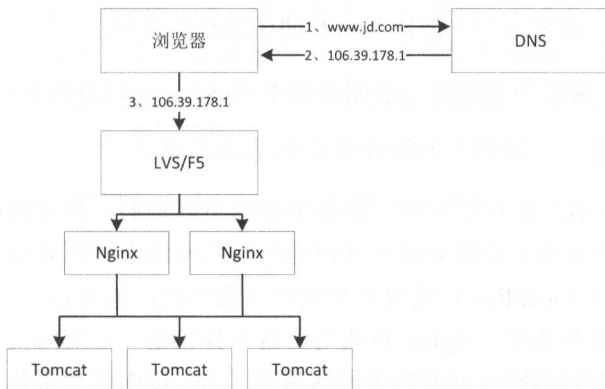 1、www.jd.com
浏览器
DNS
2、106.39.178.1
3、106.39.178.1
LVS/F5
Nginx Nginx
Tomcat Tomcat Tomcat